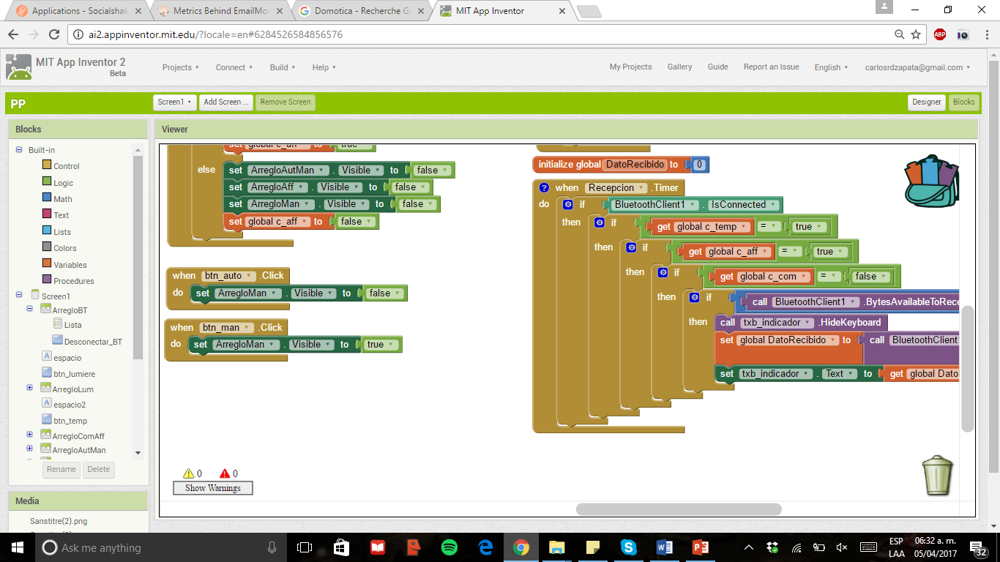 Applications - Socialshak
Metrics Behind EmailMon
Domotica - Recherche G
MIT App Inventor
ai2.appinventor.mit.edu/?locale=en#6284526584856576
ABP
MIT App Inventor 2
Beta
Projects
Connect
Build
Help
My Projects
Gallery
Guide
Report an Issue
English
carlosrdzapata@gmail.com
PP
Screen1
Add Screen ...
Remove Screen
Designer
Blocks
Blocks
Viewer
Built-in
Control
Logic
Math
Text
Lists
Colors
Variables
Procedures
Screen1
ArregloBT
Lista
Desconectar_BT
espacio
btn_lumiere
ArregloLum
espacio2
btn_temp
ArregloComAff
ArregloAutMan
Rename
Delete
Media
Sanstitre(2).png
set global c_aff to true
else set ArregloAutMan . Visible to false
set ArregloAff . Visible to false
set ArregloMan . Visible to false
set global c_aff to false
when btn_auto .Click
do set ArregloMan . Visible to false
when btn_man .Click
do set ArregloMan . Visible to true
initialize global DatoRecibido to 0
? when Recepcion .Timer
do if BluetoothClient1 . IsConnected
then if get global c_temp = true
then if get global c_aff = true
then if get global c_com = false
then if call BluetoothClient1 .BytesAvailableToRece
then call txb_indicador .HideKeyboard
set global DatoRecibido to call BluetoothClient1
set txb_indicador . Text to get global Dato
0 0
Show Warnings
Ask me anything
ESP
LAA
06:32 a. m.
05/04/2017
32